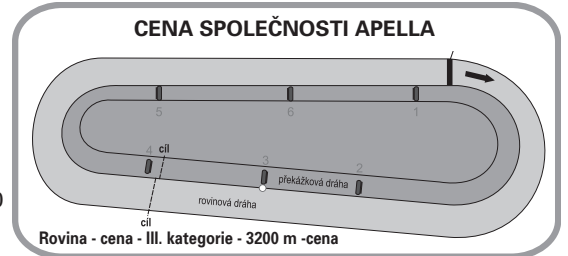 CENA SPOLEČNOSTI APELLA
5
6
1
4
cíl
3
2
překážková dráha
rovinová dráha
cíl
Rovina - cena - III. kategorie - 3200 m -cena